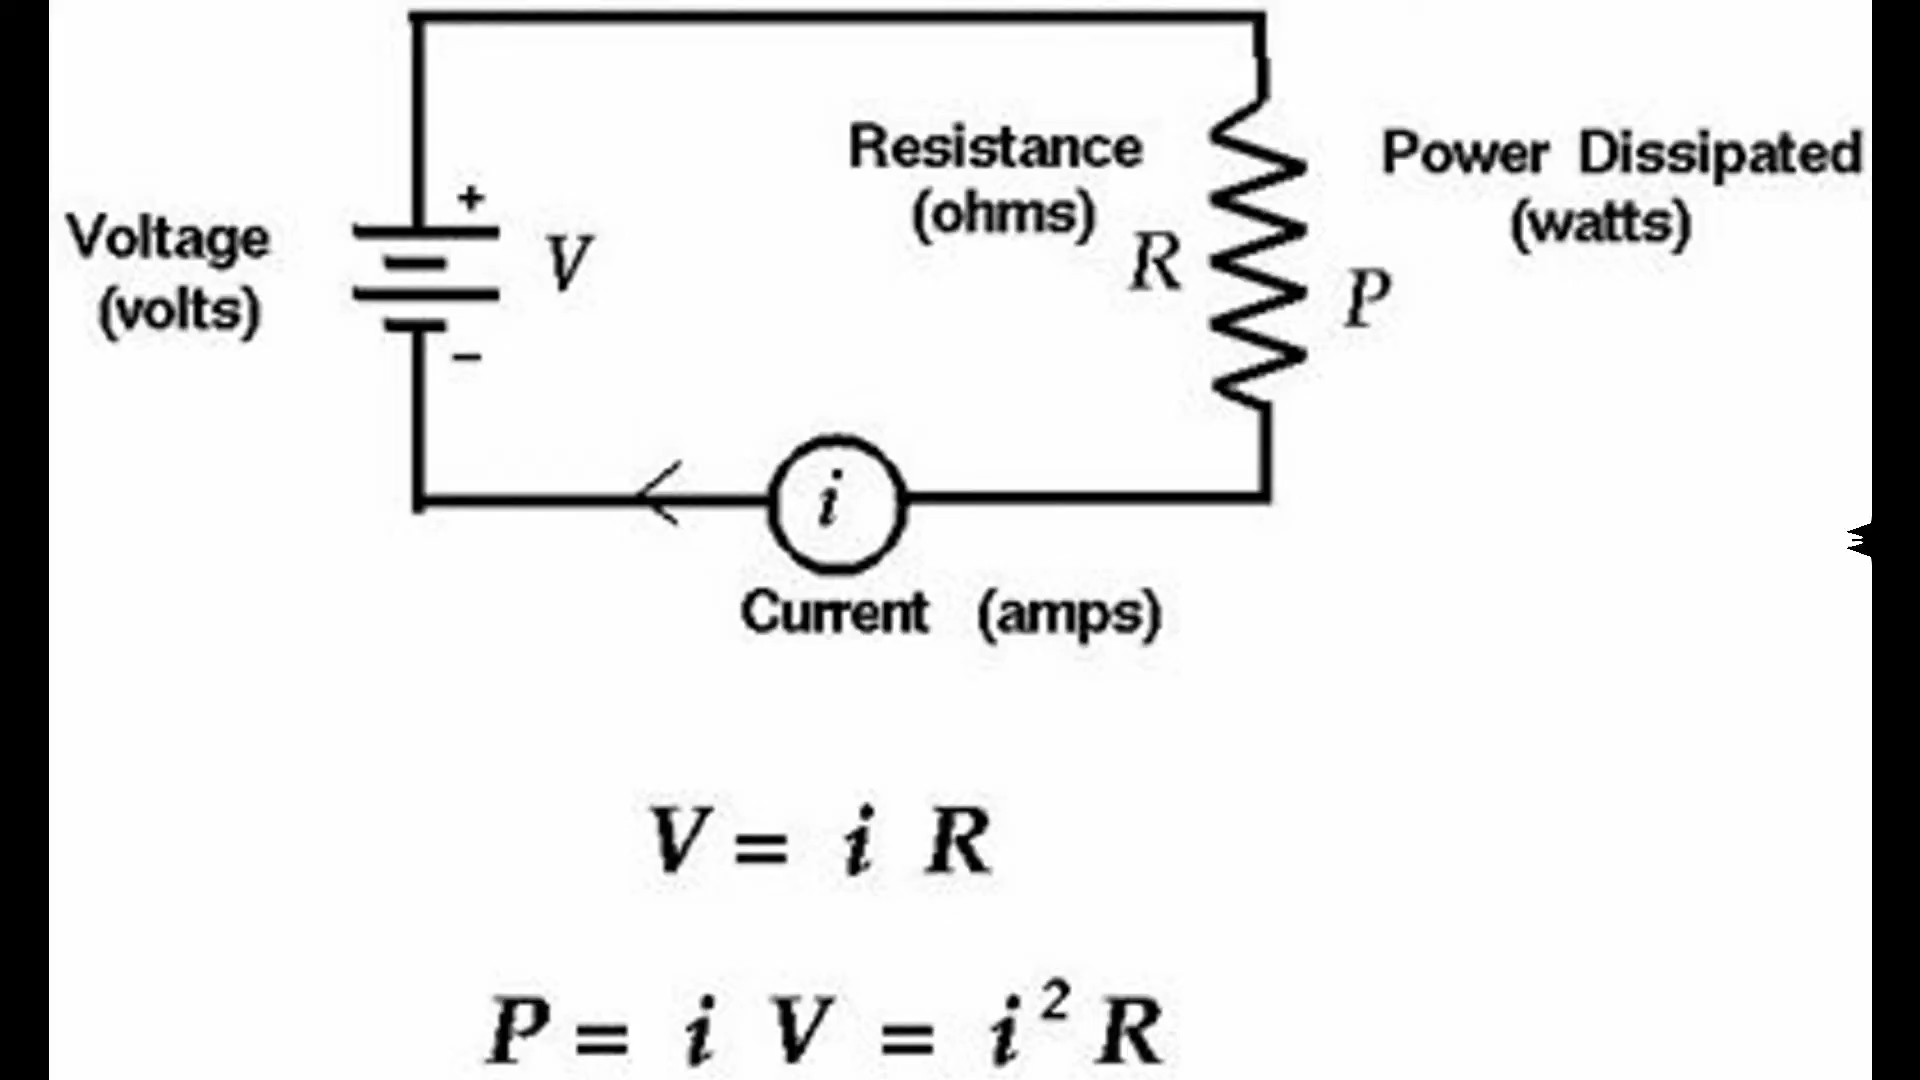 Voltage
(volts)
+
V
−
Resistance
(ohms)
R
Power Dissipated
(watts)
P
i
Current (amps)
V = i R
P = i V = i² R